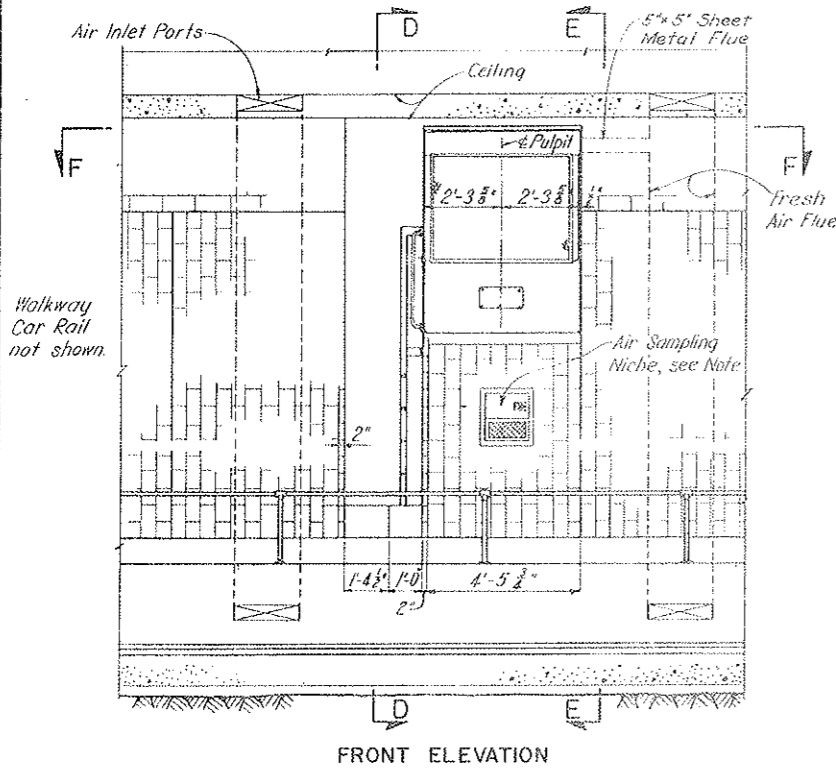 D
E
5"x 5" Sheet
Metal Flue
Air Inlet Ports
Ceiling
F
F
℄ Pulpit
2'-3 5/8"
2'-3 5/8"
1/2"
Fresh
Air Flue
Walkway
Car Rail
not shown.
Air Sampling
Niche, see Note
2"
1'-4 1/2"
1'-0"
4'-5 3/4"
2"
D
E
FRONT ELEVATION